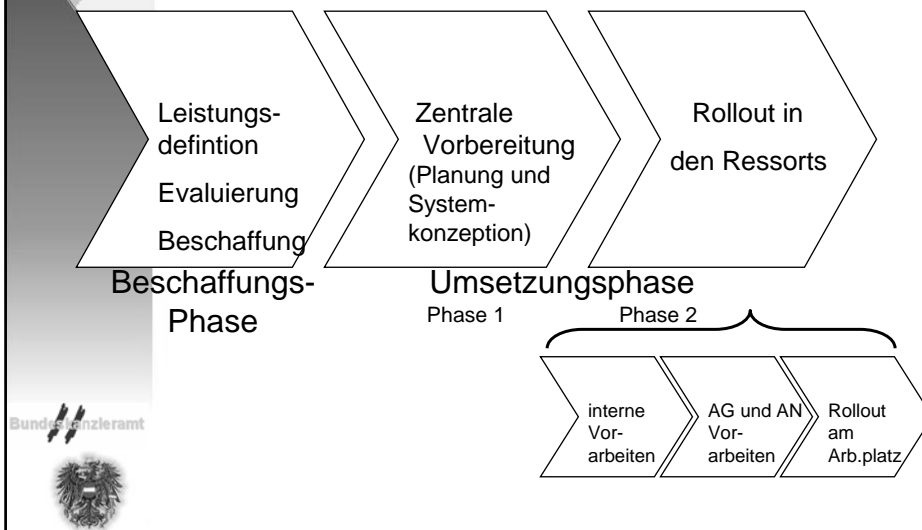 Leistungs-
defintion
Evaluierung
Beschaffung
Zentrale
Vorbereitung
(Planung und
System-
konzeption)
Rollout in
den Ressorts
Beschaffungs-
Phase
Umsetzungsphase
Phase 1
Phase 2
interne
Vor-
arbeiten
AG und AN
Vor-
arbeiten
Rollout
am
Arb.platz
Bundeskanzleramt